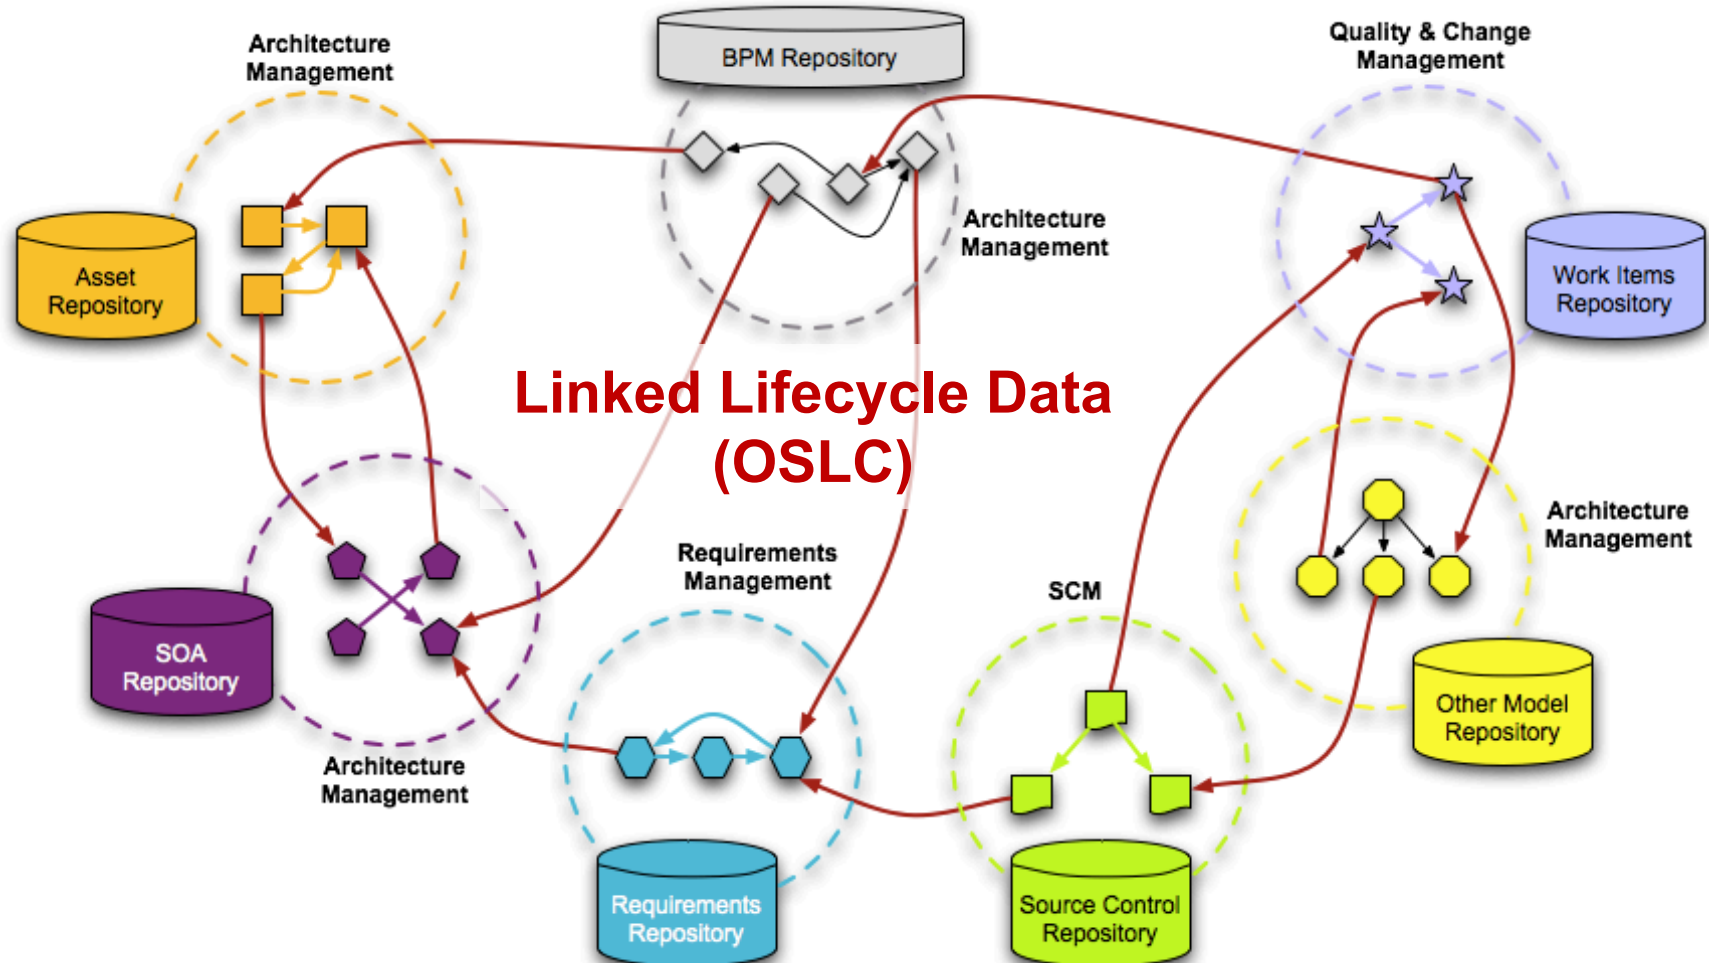 Architecture
Management
BPM Repository
Quality & Change
Management
Architecture
Management
Asset
Repository
Work Items
Repository
Linked Lifecycle Data
(OSLC)
Architecture
Management
Requirements
Management
SCM
SOA
Repository
Other Model
Repository
Architecture
Management
Requirements
Repository
Source Control
Repository